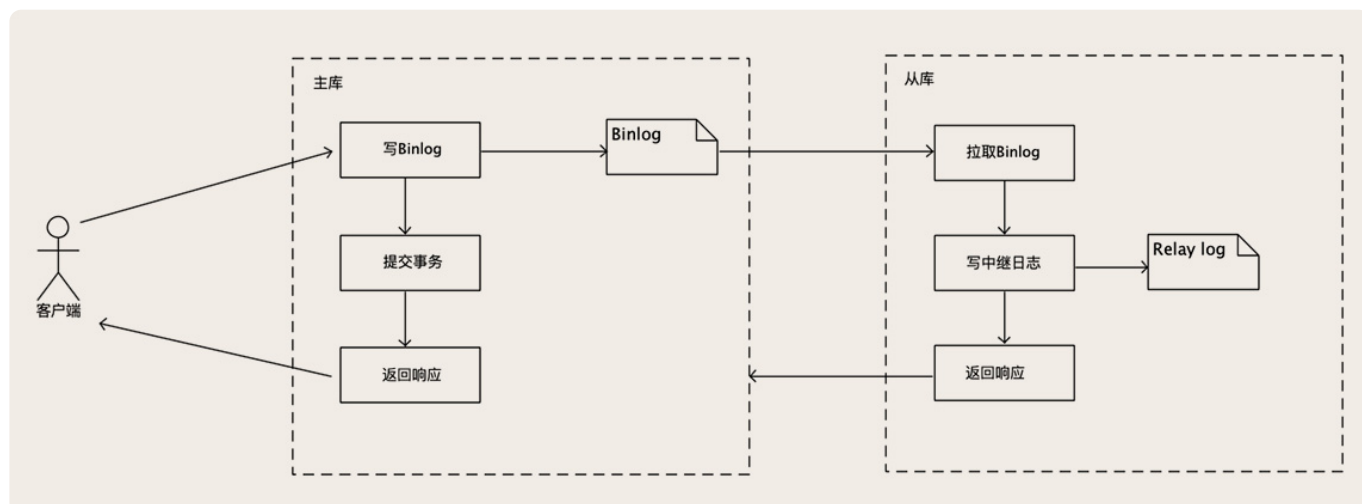 主库
从库
写Binlog
Binlog
拉取Binlog
提交事务
写中继日志
Relay log
客户端
返回响应
返回响应